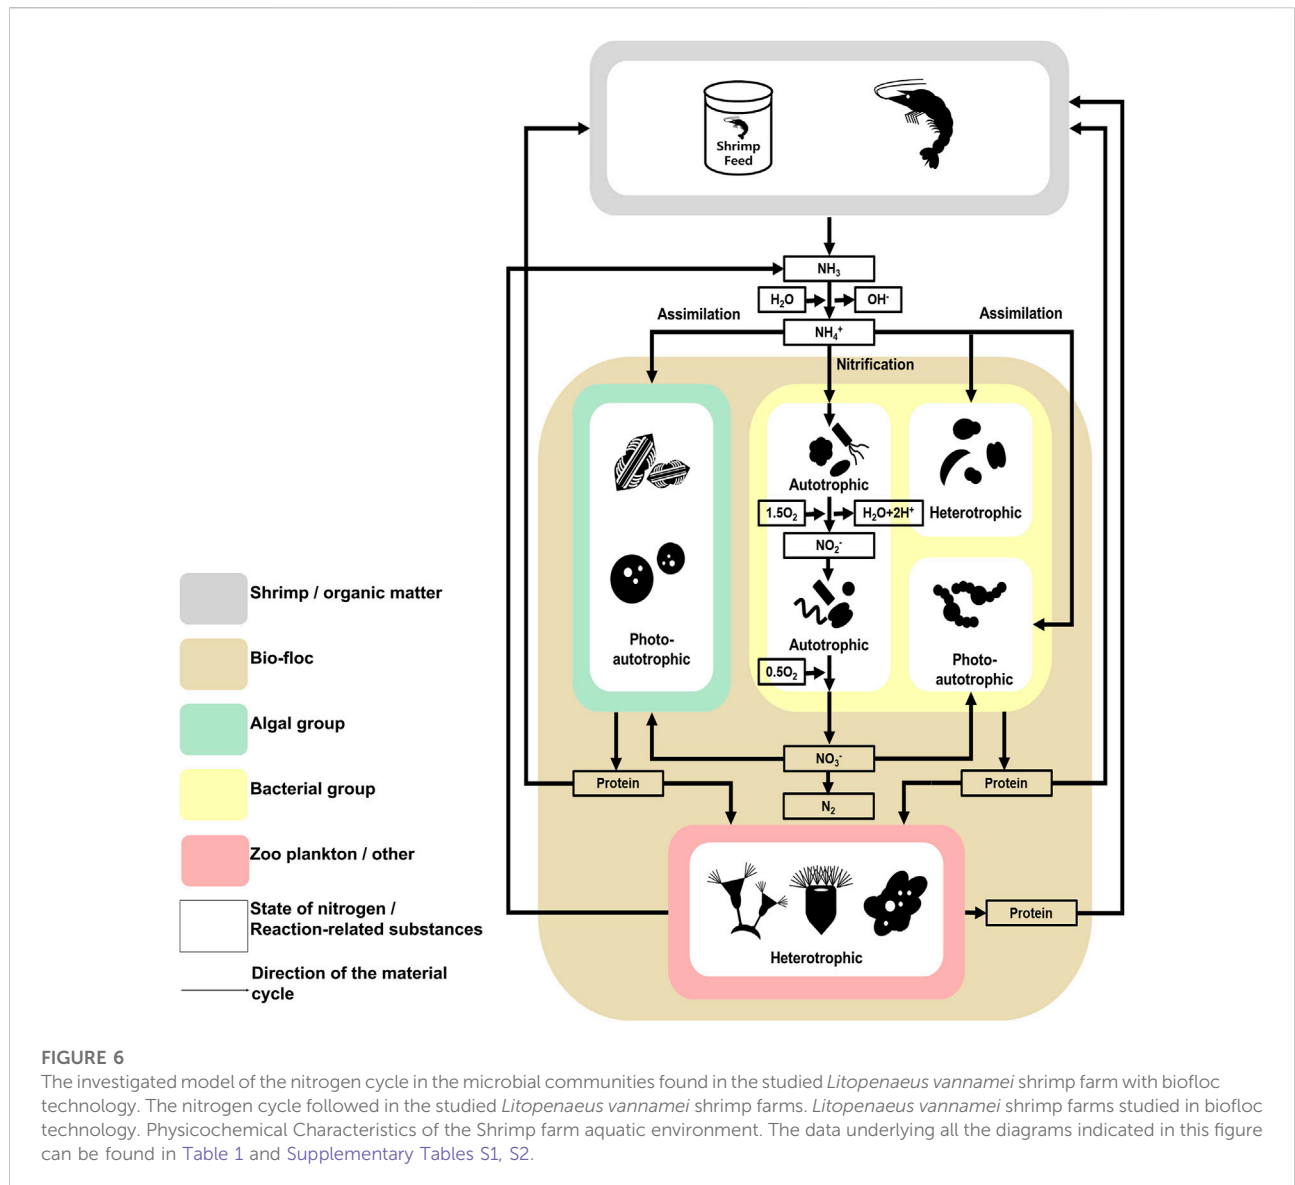 Shrimp
Feed
NH₃
H₂O
OH⁻
Assimilation
NH₄⁺
Assimilation
Nitrification
Autotrophic
Heterotrophic
1.5O₂
H₂O+2H⁺
NO₂⁻
Autotrophic
Photo-
autotrophic
Photo-
autotrophic
0.5O₂
NO₃⁻
Protein
Protein
N₂
Protein
Heterotrophic
Shrimp / organic matter
Bio-floc
Algal group
Bacterial group
Zoo plankton / other
State of nitrogen /
Reaction-related substances
Direction of the material
cycle
FIGURE 6
The investigated model of the nitrogen cycle in the microbial communities found in the studied Litopenaeus vannamei shrimp farm with biofloc
technology. The nitrogen cycle followed in the studied Litopenaeus vannamei shrimp farms. Litopenaeus vannamei shrimp farms studied in biofloc
technology. Physicochemical Characteristics of the Shrimp farm aquatic environment. The data underlying all the diagrams indicated in this figure
can be found in Table 1 and Supplementary Tables S1, S2.